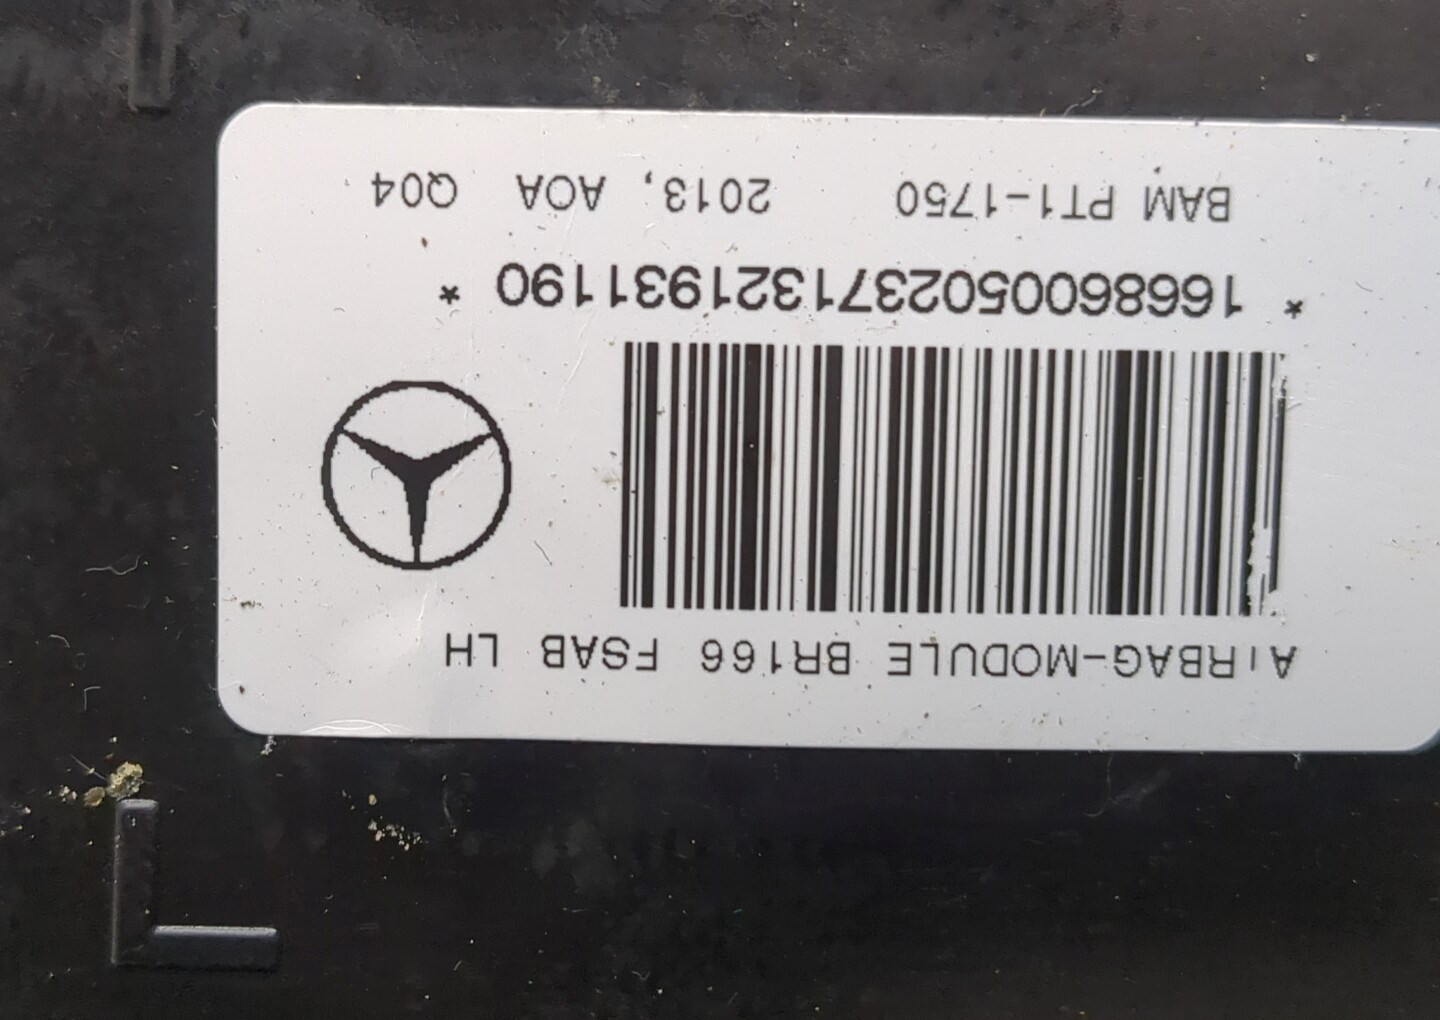 AIRBAG-MODULE BR166 FSAB LH
* 1668600502371321931190 *
BAM PT1-1750 2013, AOA Q04